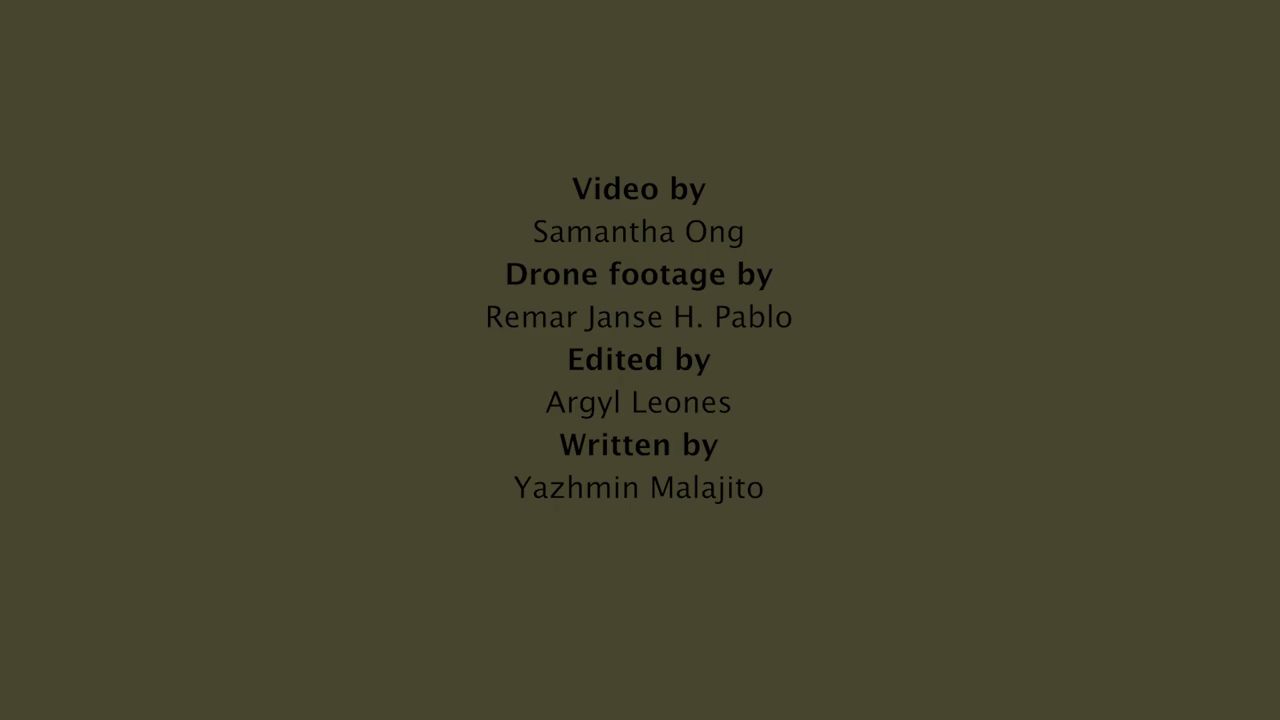 Video by
Samantha Ong
Drone footage by
Remar Janse H. Pablo
Edited by
Argyl Leones
Written by
Yazhmin Malajito